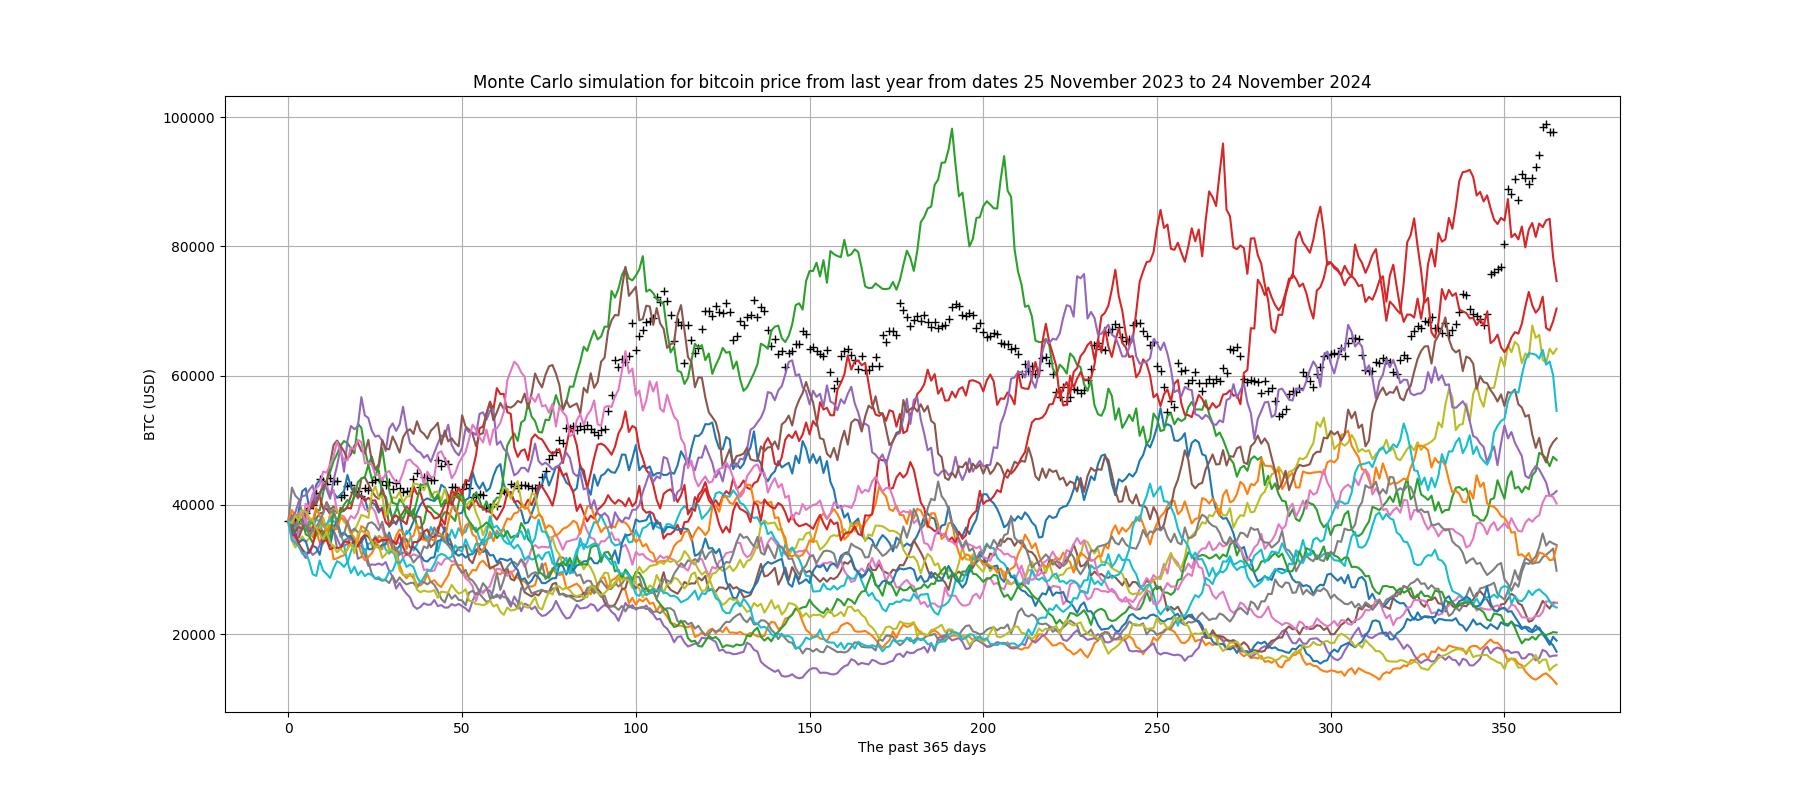 Monte Carlo simulation for bitcoin price from last year from dates 25 November 2023 to 24 November 2024
100000
80000
60000
40000
20000
BTC (USD)
0 50 100 150 200 250 300 350
The past 365 days